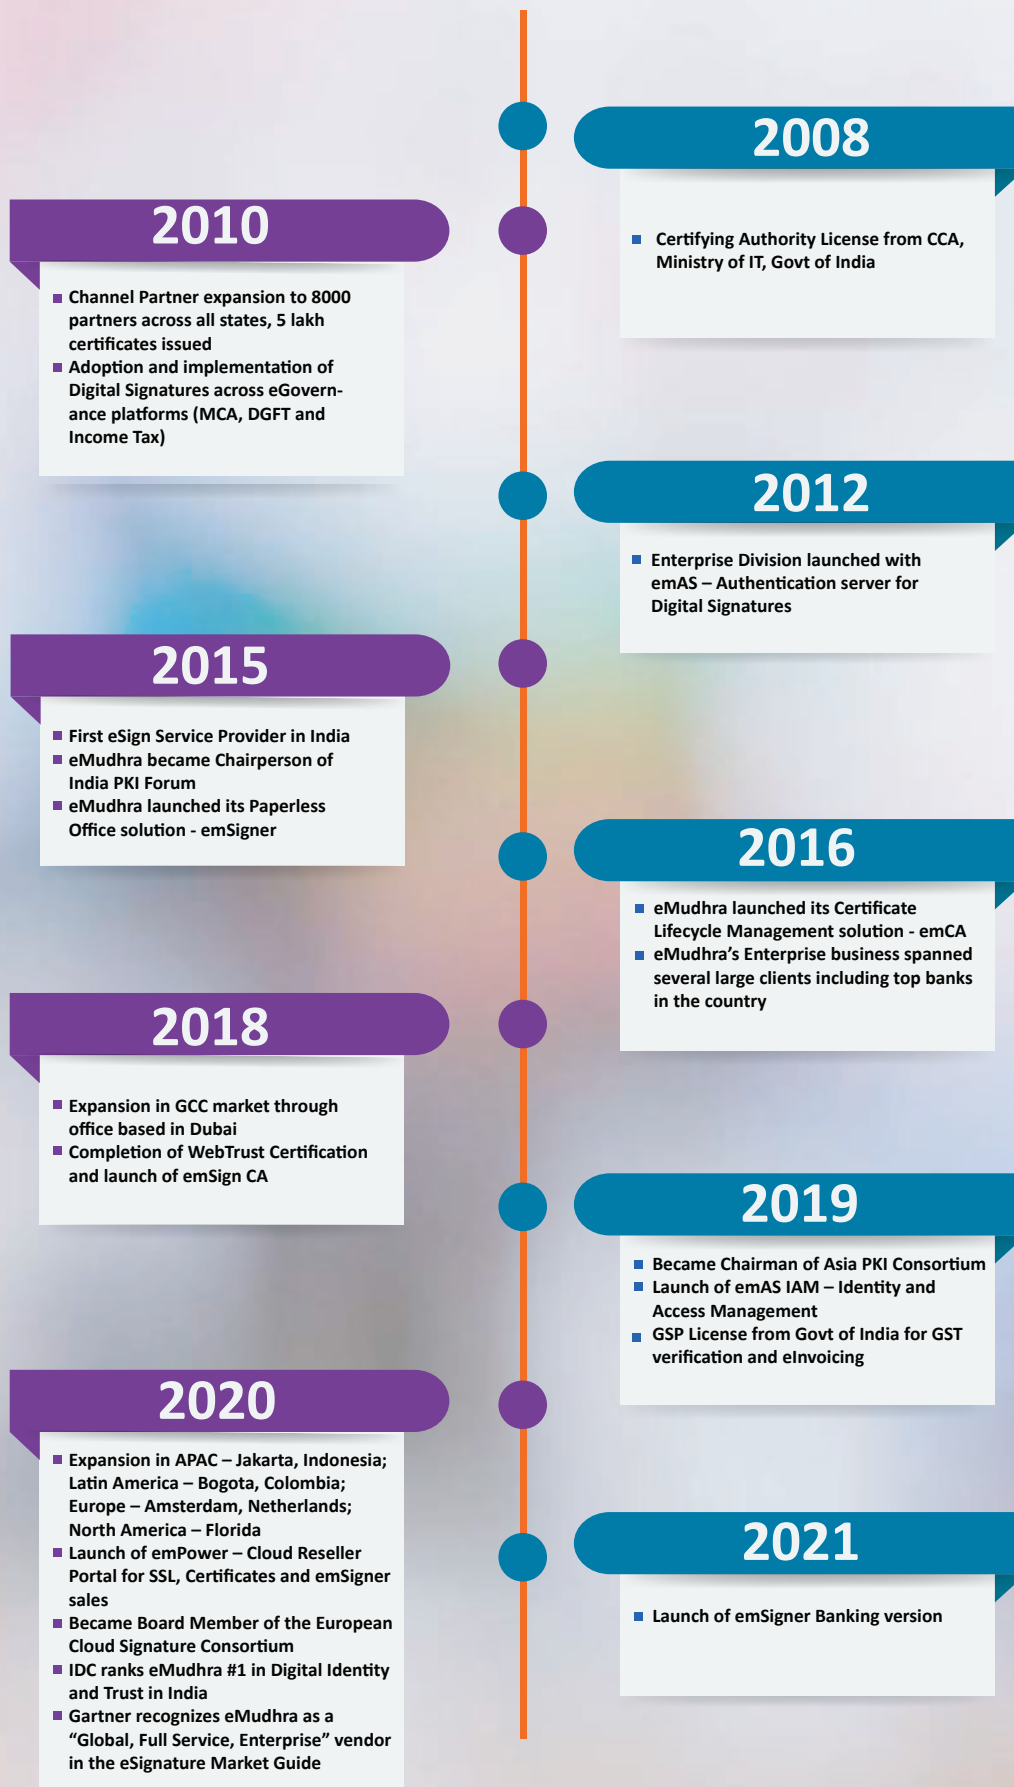 2008
Certifying Authority License from CCA,
Ministry of IT, Govt of India
2010
Channel Partner expansion to 8000
partners across all states, 5 lakh
certificates issued
Adoption and implementation of
Digital Signatures across eGovern-
ance platforms (MCA, DGFT and
Income Tax)
2012
Enterprise Division launched with
emAS – Authentication server for
Digital Signatures
2015
First eSign Service Provider in India
eMudhra became Chairperson of
India PKI Forum
eMudhra launched its Paperless
Office solution - emSigner
2016
eMudhra launched its Certificate
Lifecycle Management solution - emCA
eMudhra’s Enterprise business spanned
several large clients including top banks
in the country
2018
Expansion in GCC market through
office based in Dubai
Completion of WebTrust Certification
and launch of emSign CA
2019
Became Chairman of Asia PKI Consortium
Launch of emAS IAM – Identity and
Access Management
GSP License from Govt of India for GST
verification and eInvoicing
2020
Expansion in APAC – Jakarta, Indonesia;
Latin America – Bogota, Colombia;
Europe – Amsterdam, Netherlands;
North America – Florida
Launch of emPower – Cloud Reseller
Portal for SSL, Certificates and emSigner
sales
Became Board Member of the European
Cloud Signature Consortium
IDC ranks eMudhra #1 in Digital Identity
and Trust in India
Gartner recognizes eMudhra as a
“Global, Full Service, Enterprise” vendor
in the eSignature Market Guide
2021
Launch of emSigner Banking version